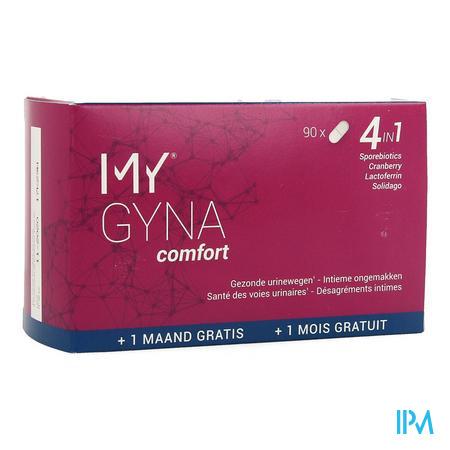 90 x
4 IN 1
Sporebiotics
Cranberry
Lactoferrin
Solidago
MY®
GYNA
comfort
Gezonde urinewegen¹ - Intieme ongemakken
Santé des voies urinaires¹ - Désagréments intimes
+ 1 MAAND GRATIS + 1 MOIS GRATUIT
IPM